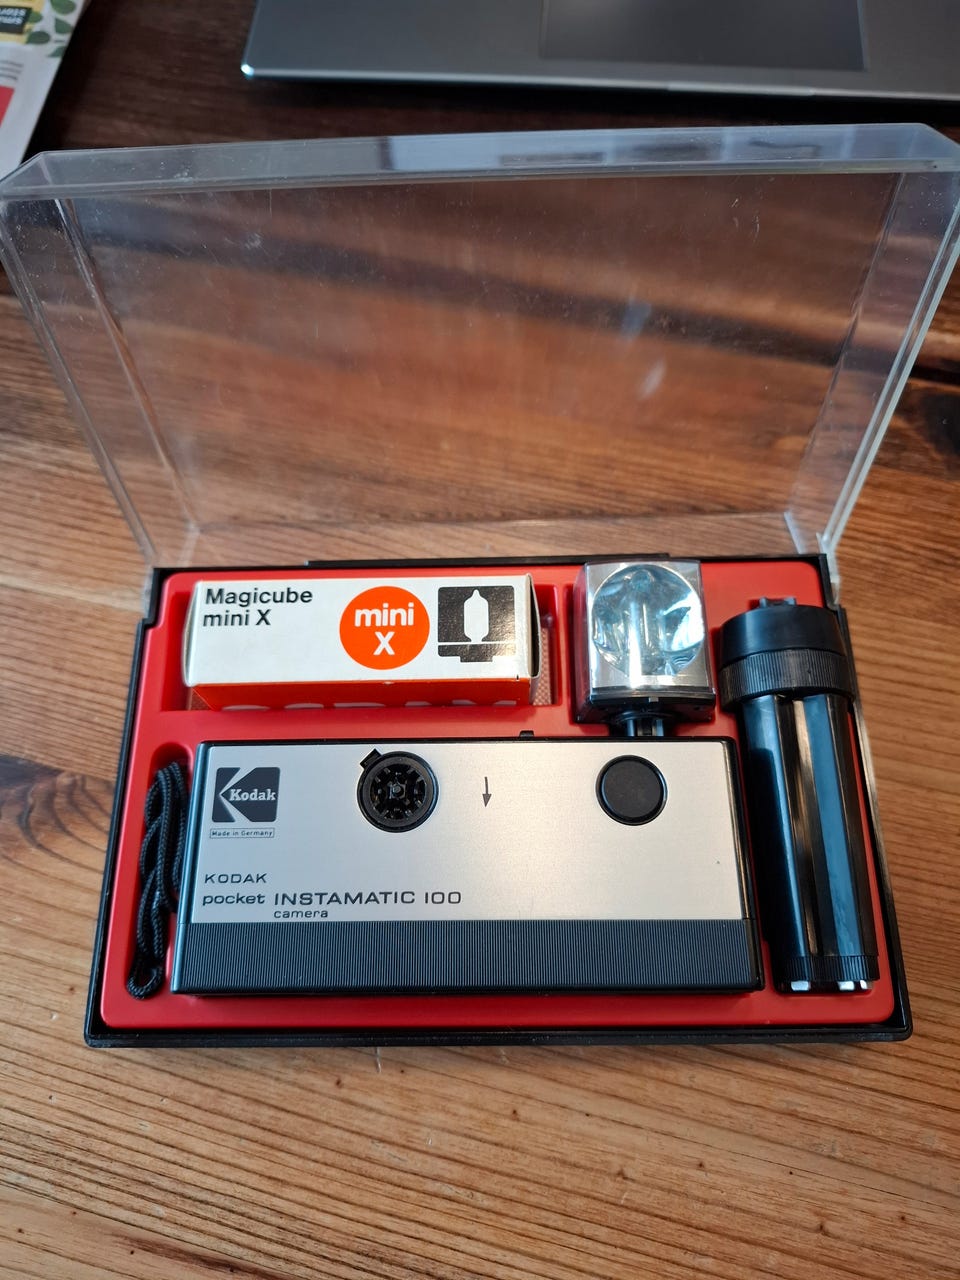 Magicube
mini X
mini
X
Kodak
Made in Germany
KODAK
pocket INSTAMATIC 100
camera